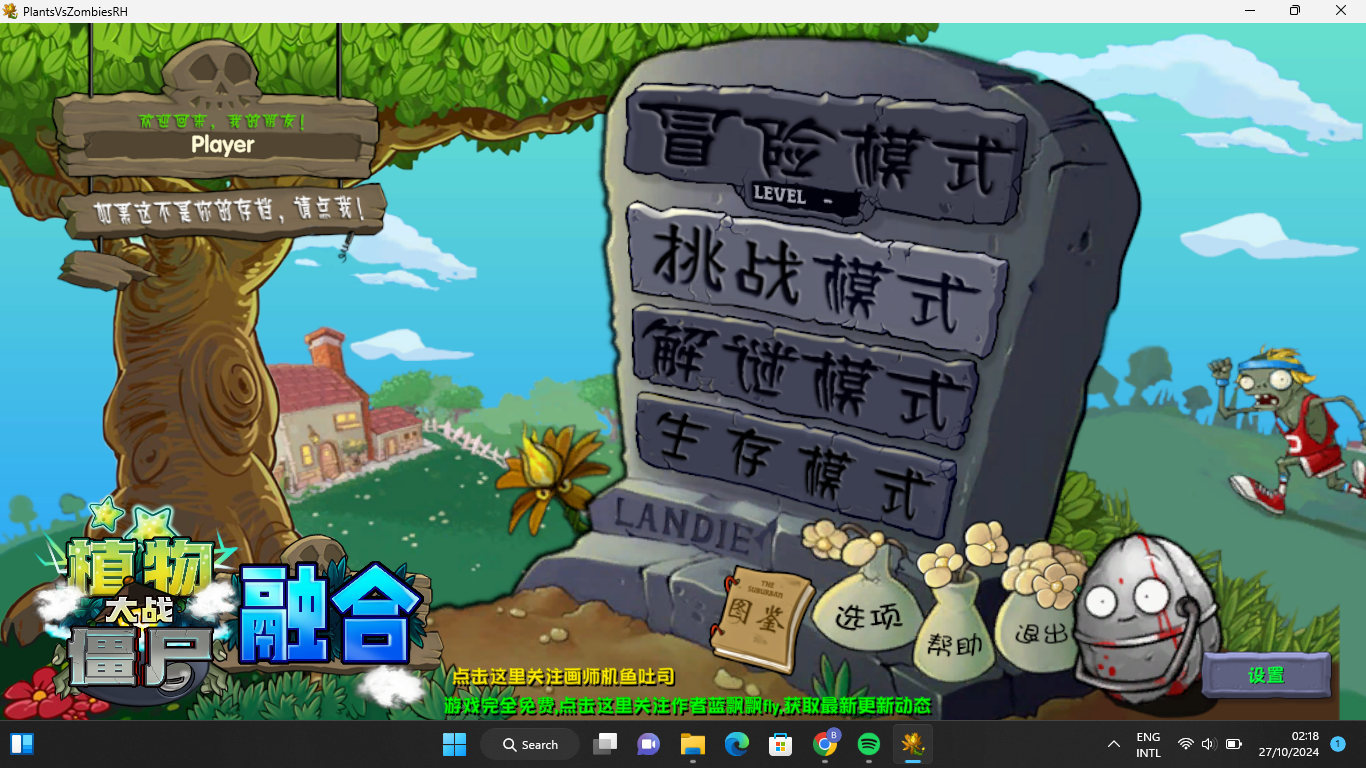 PlantsVsZombiesRH
欢迎回来，我的朋友！
Player
如果这不是你的存档，请点我！
冒险模式
LEVEL -
挑战模式
解谜模式
生存模式
LANDIEY
植物
大战
僵尸
融合
THE
SUBURBAN
图鉴
选项
帮助
退出
设置
点击这里关注画师机鱼吐司
游戏完全免费,点击这里关注作者蓝飘飘fly,获取最新更新动态
Search
B
ENG
INTL
02:18
27/10/2024
1